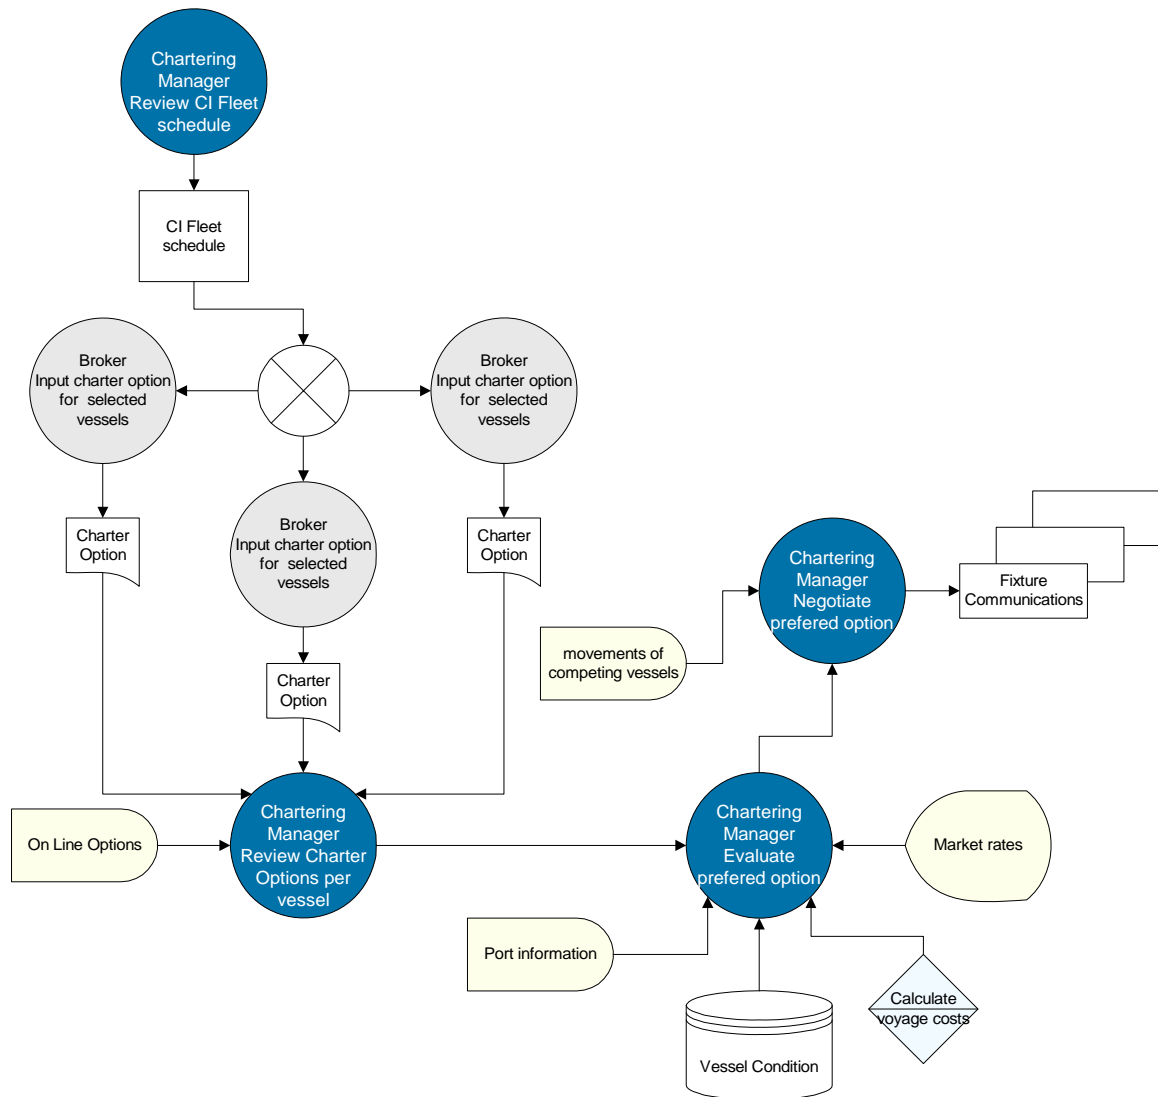 Chartering
Manager
Review CI Fleet
schedule
CI Fleet
schedule
Broker
Input charter option
for selected
vessels
Broker
Input charter option
for selected
vessels
Broker
Input charter option
for selected
vessels
Charter
Option
Charter
Option
Charter
Option
Chartering
Manager
Negotiate
prefered option
Fixture
Communications
movements of
competing vessels
On Line Options
Chartering
Manager
Review Charter
Options per
vessel
Chartering
Manager
Evaluate
prefered option
Market rates
Port information
Vessel Condition
Calculate
voyage costs